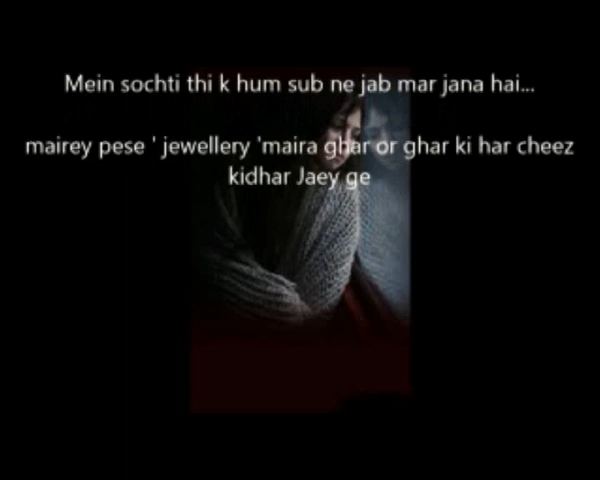 Mein sochti thi k hum sub ne jab mar jana hai...
mairey pese ' jewellery 'maira ghar or ghar ki har cheez
kidhar Jaey ge